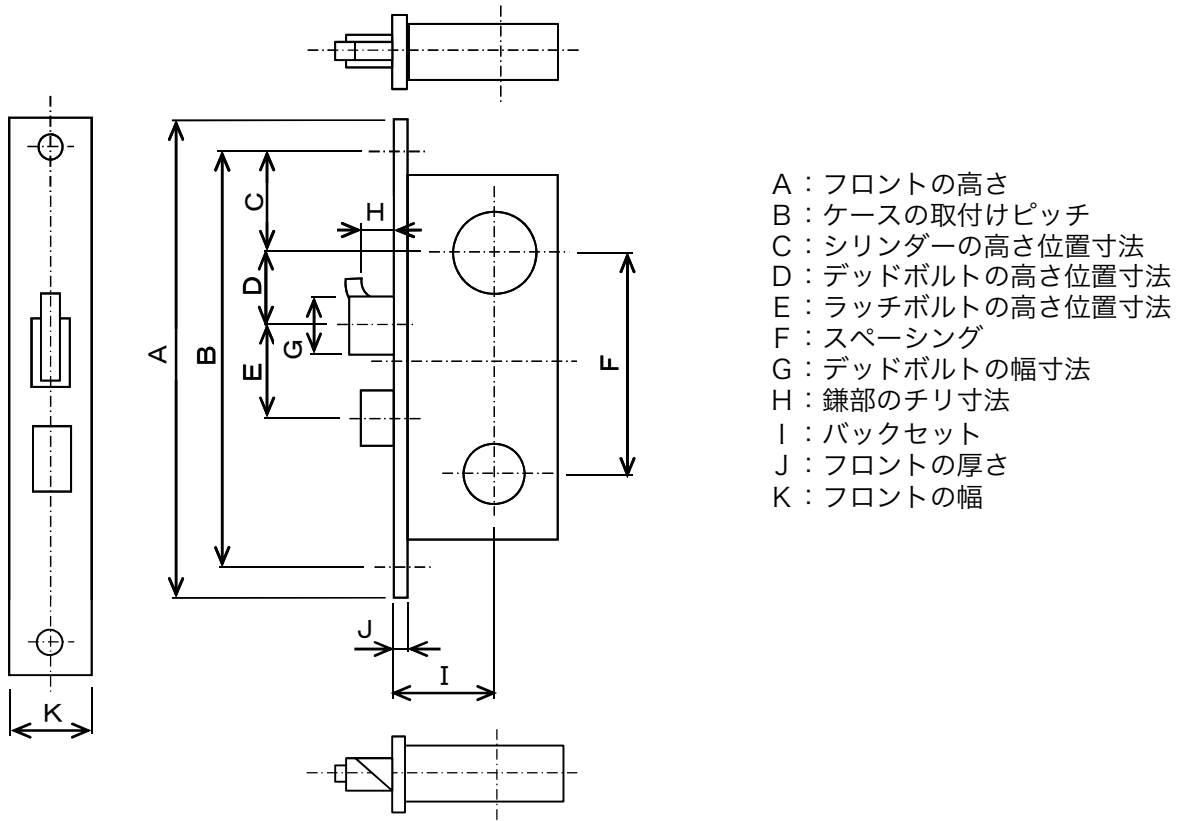 A
B
C
D
E
F
G
H
I
J
K
A：フロントの高さ
B：ケースの取付けピッチ
C：シリンダーの高さ位置寸法
D：デッドボルトの高さ位置寸法
E：ラッチボルトの高さ位置寸法
F：スペーシング
G：デッドボルトの幅寸法
H：鎌部のチリ寸法
I：バックセット
J：フロントの厚さ
K：フロントの幅